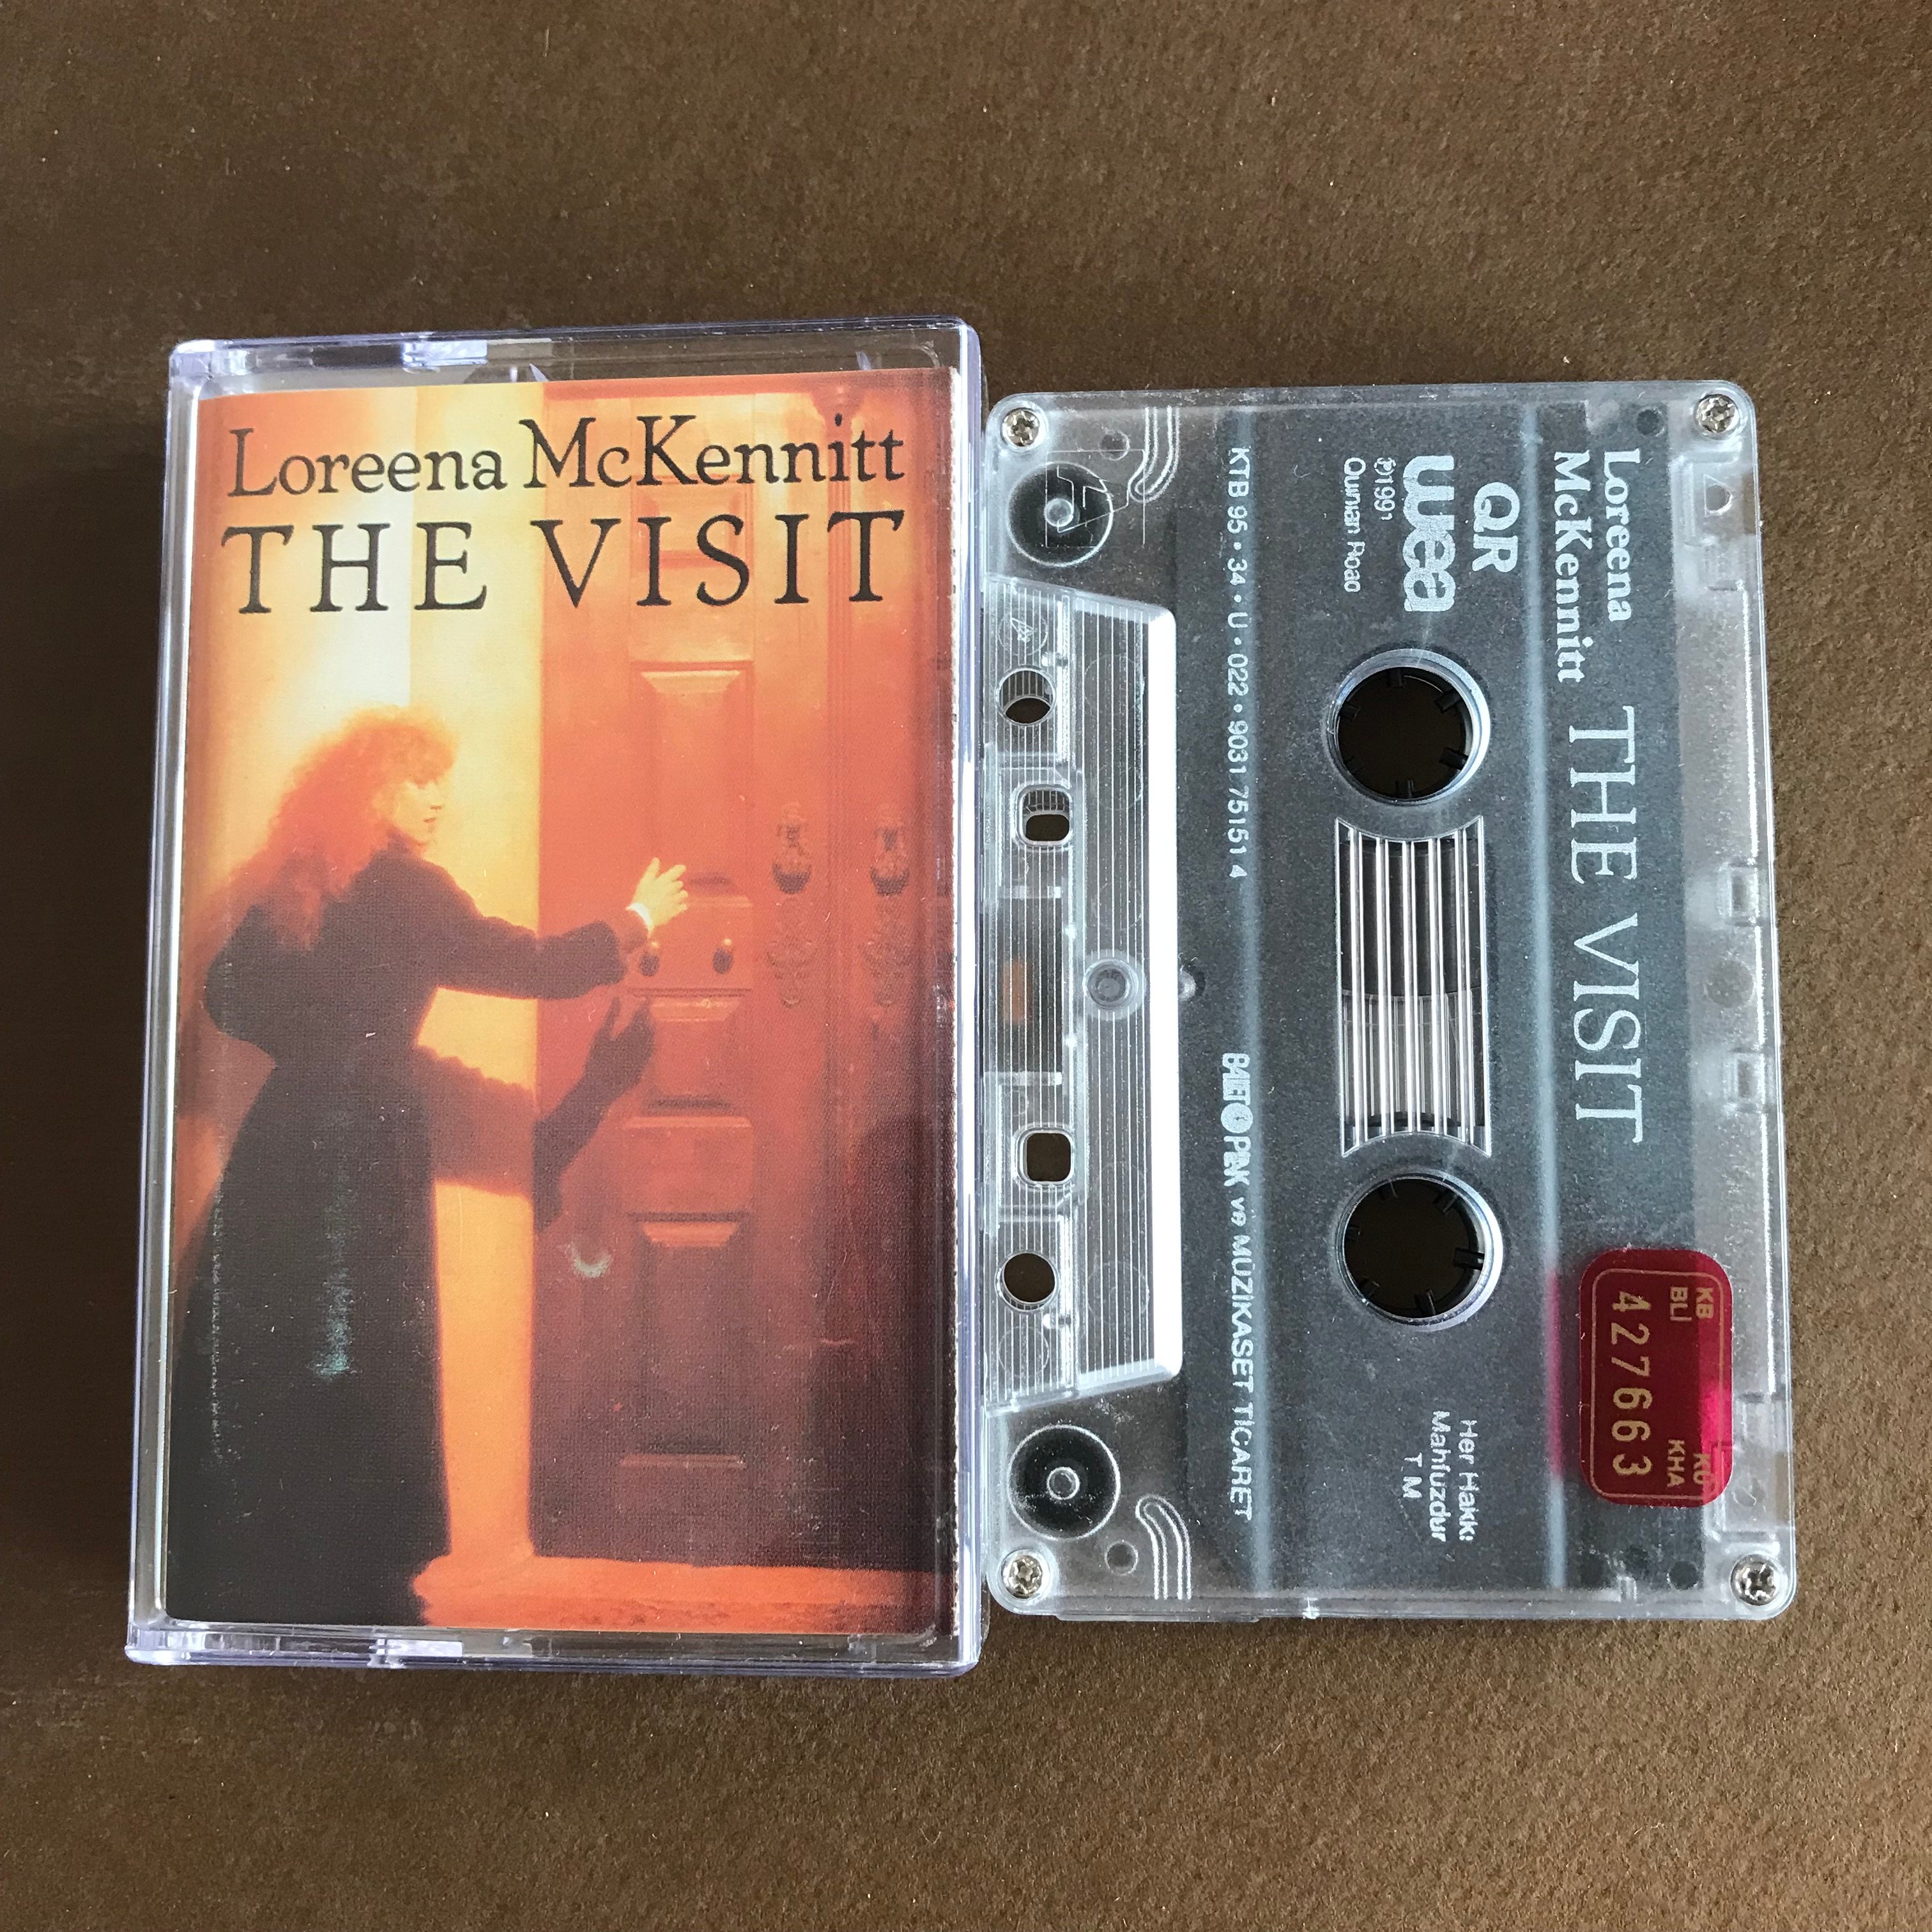 Loreena McKennitt
THE VISIT
Loreena
McKennitt
THE VISIT
QR
wea
℗1991
Quinlan Road
KTB 95 • 34 • U • 022 • 9031 75151 4
ve MÜZİKASET TİCARET
Her Hakkı
Mahfuzdur
T M
KB
BLI
KÜ
KHA
427663